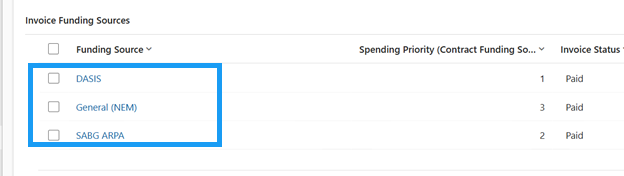 Invoice Funding Sources
Funding Source Spending Priority (Contract Funding So... Invoice Status
DASIS 1 Paid
General (NEM) 3 Paid
SABG ARPA 2 Paid